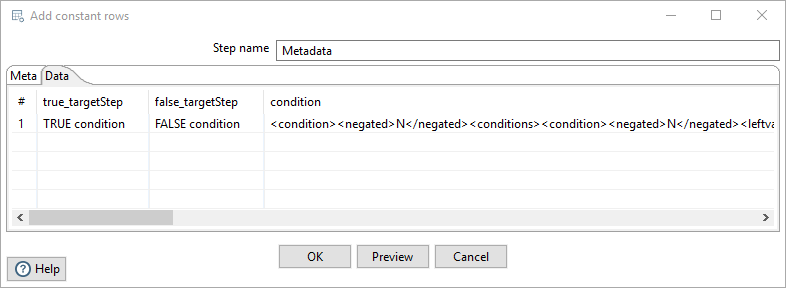 Add constant rows
Step name Metadata
Meta Data
# true_targetStep false_targetStep condition
1 TRUE condition FALSE condition <condition><negated>N</negated><conditions><condition><negated>N</negated><leftva
OK Preview Cancel
? Help